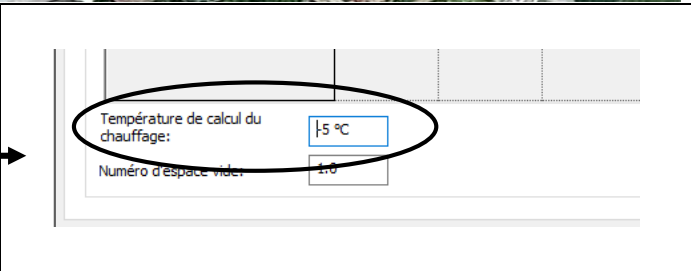 Température de calcul du
chauffage:
-5 °C
Numéro d'espace vide:
1.0